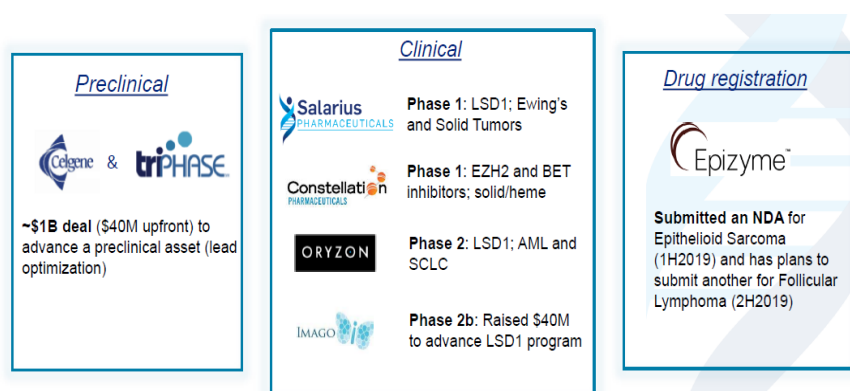 Preclinical
Celgene & triPHASE
~$1B deal ($40M upfront) to
advance a preclinical asset (lead
optimization)
Clinical
Salarius
PHARMACEUTICALS
Phase 1: LSD1; Ewing's
and Solid Tumors
Constellation
PHARMACEUTICALS
Phase 1: EZH2 and BET
inhibitors; solid/heme
ORYZON
Phase 2: LSD1; AML and
SCLC
IMAGO Bio
Phase 2b: Raised $40M
to advance LSD1 program
Drug registration
Epizyme™
Submitted an NDA for
Epithelioid Sarcoma
(1H2019) and has plans to
submit another for Follicular
Lymphoma (2H2019)